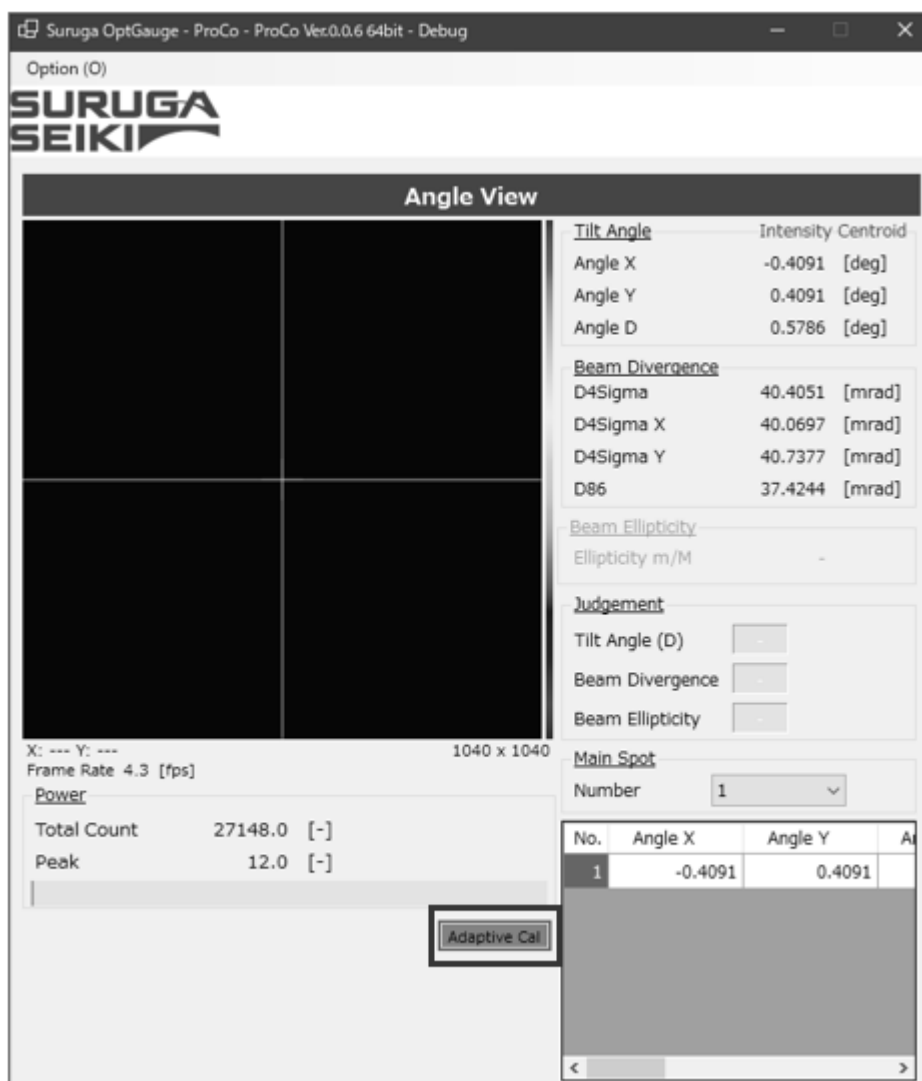 Suruga OptGauge - ProCo - ProCo Ver.0.0.6 64bit - Debug
Option (O)
SURUGA
SEIKI
Angle View
Tilt Angle Intensity Centroid
Angle X -0.4091 [deg]
Angle Y 0.4091 [deg]
Angle D 0.5786 [deg]
Beam Divergence
D4Sigma 40.4051 [mrad]
D4Sigma X 40.0697 [mrad]
D4Sigma Y 40.7377 [mrad]
D86 37.4244 [mrad]
Beam Ellipticity
Ellipticity m/M -
Judgement
Tilt Angle (D) -
Beam Divergence -
Beam Ellipticity -
X: --- Y: --- 1040 x 1040
Frame Rate 4.3 [fps]
Main Spot
Number 1
Power
Total Count 27148.0 [-]
Peak 12.0 [-]
No. Angle X Angle Y
1 -0.4091 0.4091
Adaptive Cal